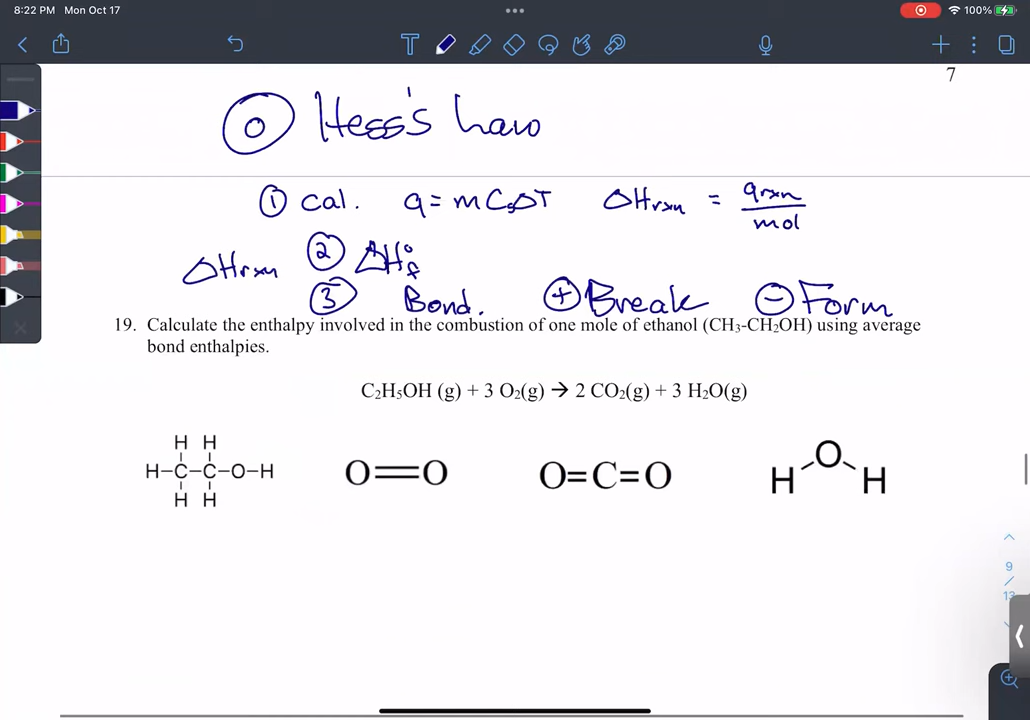 8:22 PM Mon Oct 17
100%
7
0 Hess's Law
1 Cal. q = m Cs ΔT ΔHrxn = qrxn / mol
ΔHrxn 2 ΔH°f
3 Bond. + Break − Form
19. Calculate the enthalpy involved in the combustion of one mole of ethanol (CH₃-CH₂OH) using average
bond enthalpies.
C₂H₅OH (g) + 3 O₂(g) → 2 CO₂(g) + 3 H₂O(g)
H H
H–C–C–O–H
H H
O=O
O=C=O
O
H H
9
/
13